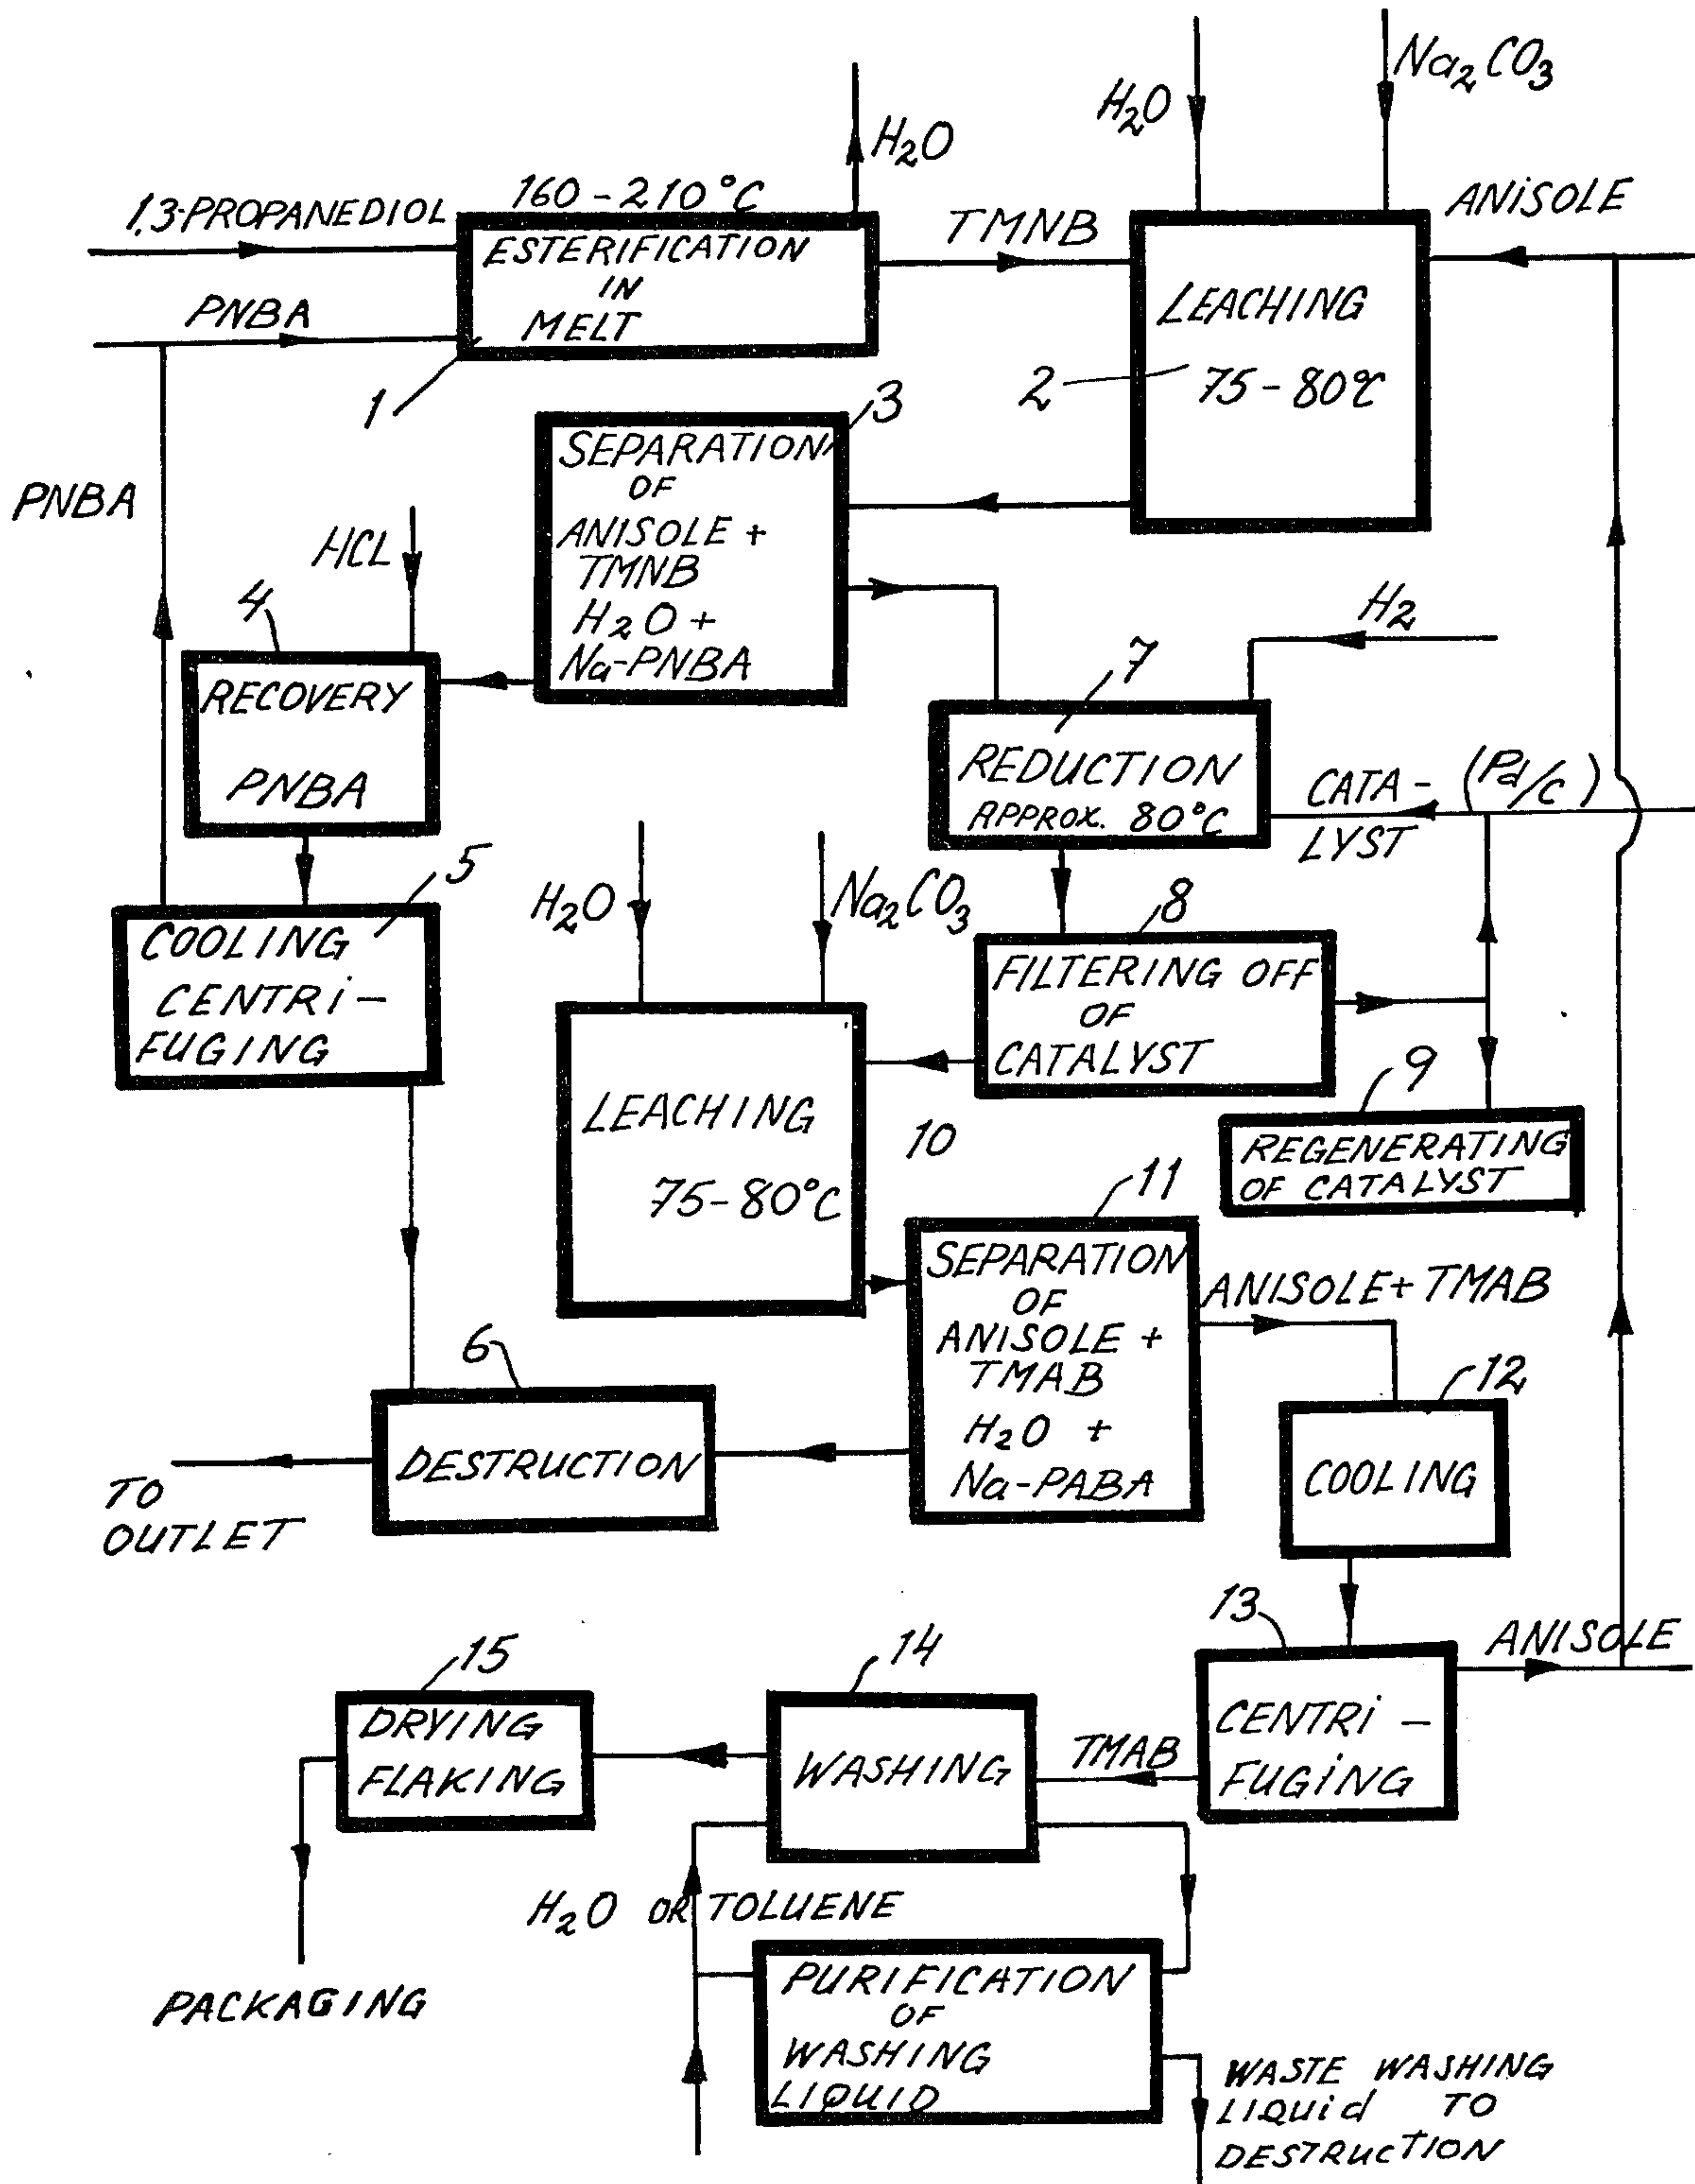 H₂O
Na₂CO₃
H₂O
1,3-PROPANEDIOL
160-210°C
TMNB
ANiSOLE
ESTERIFICATION
IN
MELT
PNBA
1
LEACHING
75-80°C
2
3
SEPARATION
OF
ANISOLE +
TMNB
H₂O +
Na-PNBA
PNBA
HCL
4
RECOVERY
PNBA
H₂
7
REDUCTION
APPROX. 80°C
CATA- (Pd/C)
LYST
5
COOLING
CENTRi-
FUGING
H₂O
Na₂CO₃
8
FILTERING OFF
OF
CATALYST
9
REGENERATING
OF CATALYST
LEACHING
75-80°C
10
11
SEPARATION
OF
ANISOLE +
TMAB
H₂O +
Na-PABA
ANISOLE+ TMAB
6
DESTRUCTION
TO
OUTLET
12
COOLING
13
CENTRi-
FUGiNG
ANISOLE
TMAB
14
WASHING
15
DRYING
FLAKING
H₂O OR TOLUENE
PACKAGING
PURIFICATION
OF
WASHING
LIQUID
WASTE WASHING
LIQUid TO
DESTRUCTION